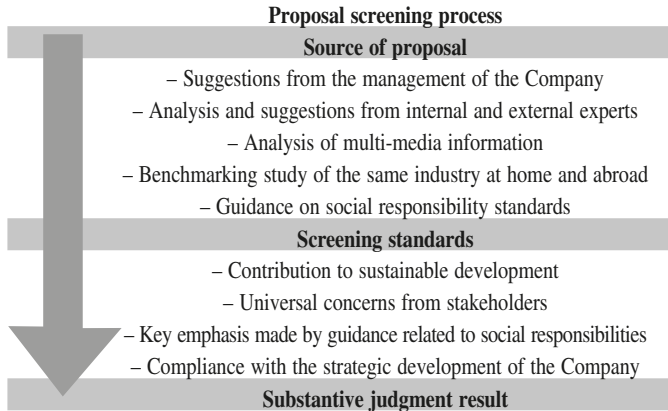 Proposal screening process
Source of proposal
– Suggestions from the management of the Company
– Analysis and suggestions from internal and external experts
– Analysis of multi-media information
– Benchmarking study of the same industry at home and abroad
– Guidance on social responsibility standards
Screening standards
– Contribution to sustainable development
– Universal concerns from stakeholders
– Key emphasis made by guidance related to social responsibilities
– Compliance with the strategic development of the Company
Substantive judgment result